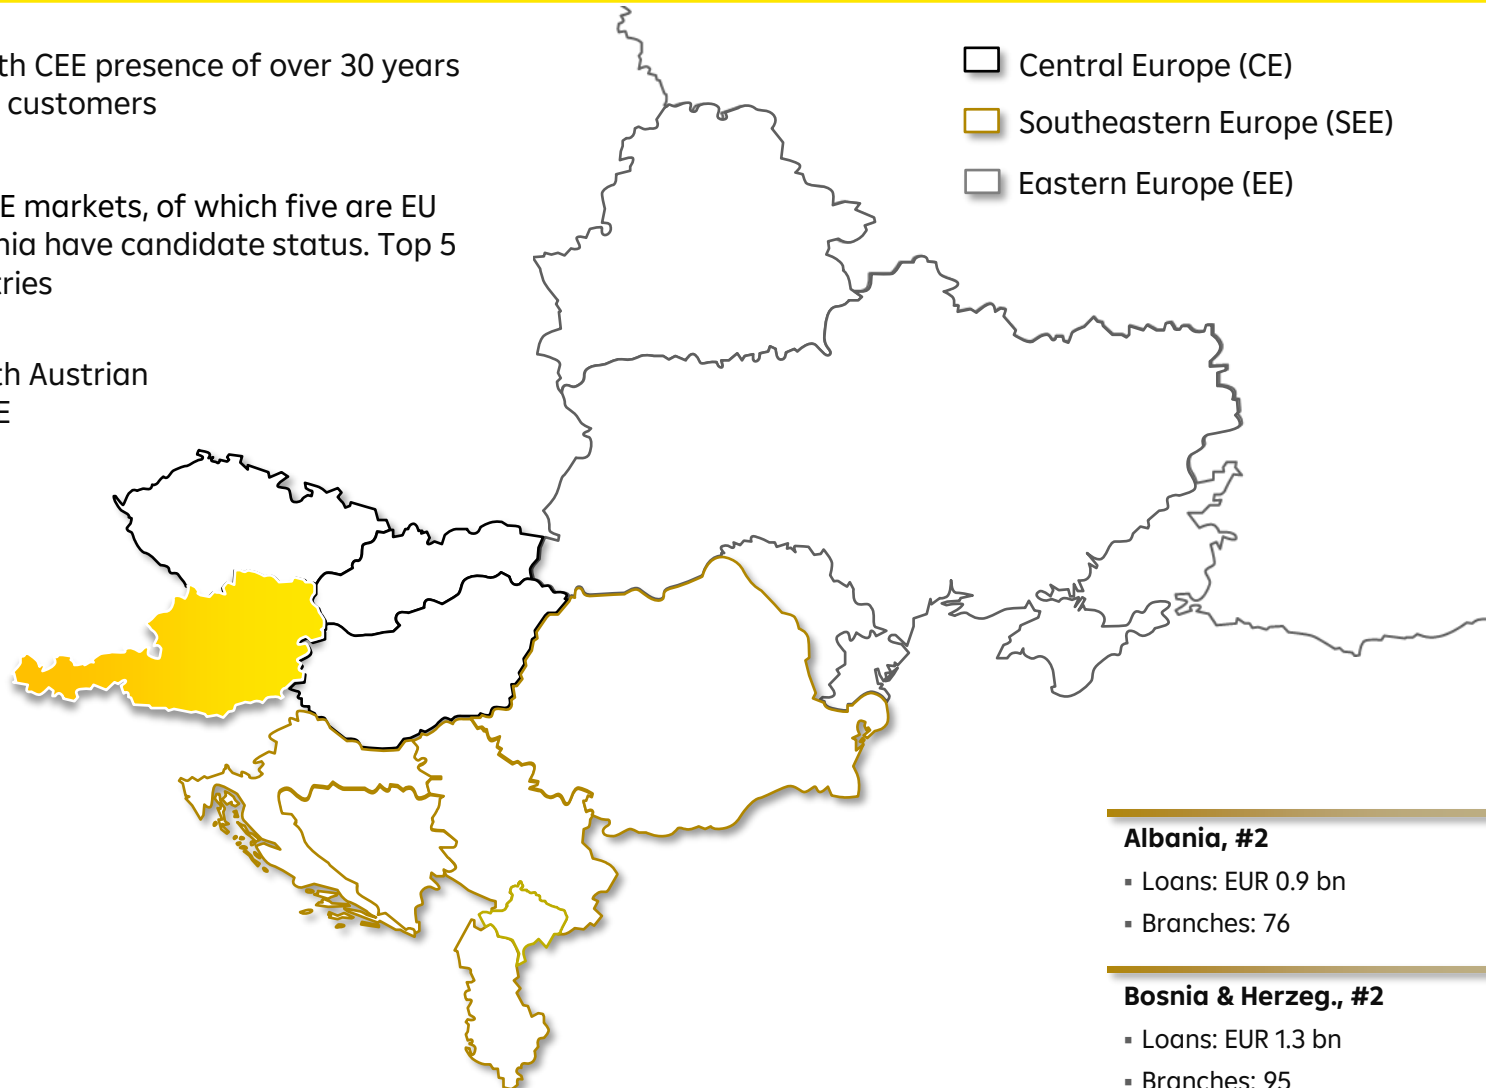 th CEE presence of over 30 years
customers
E markets, of which five are EU
nia have candidate status. Top 5
tries
th Austrian
E
Central Europe (CE)
Southeastern Europe (SEE)
Eastern Europe (EE)
Albania, #2
▪ Loans: EUR 0.9 bn
▪ Branches: 76
Bosnia & Herzeg., #2
▪ Loans: EUR 1.3 bn
▪ Branches: 95